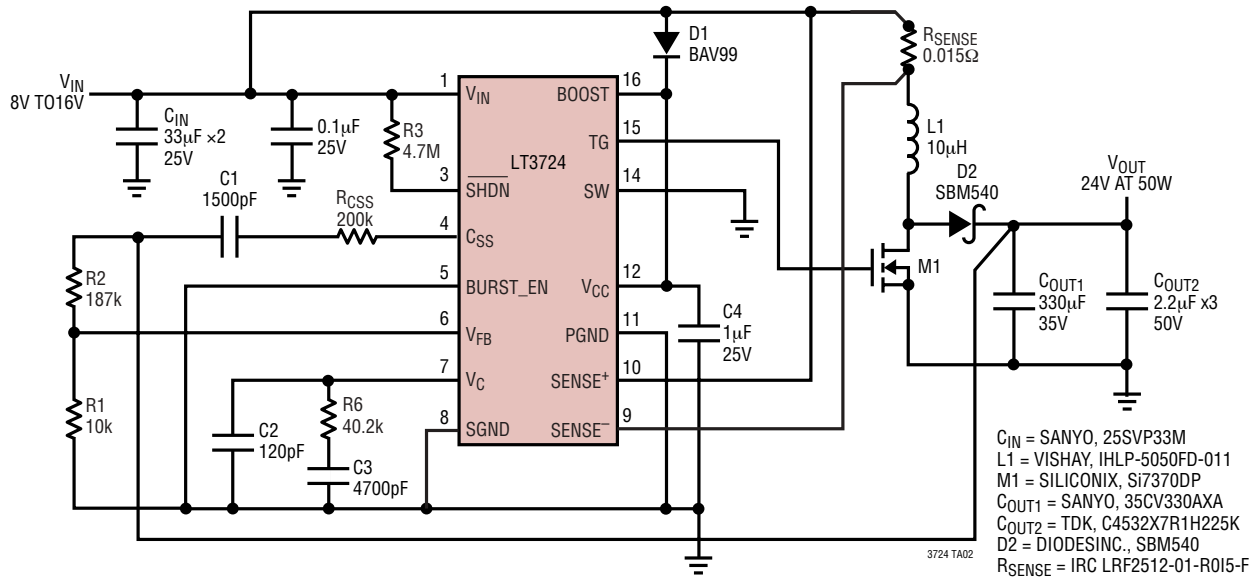 VIN
8V TO16V
CIN
33µF ×2
25V
0.1µF
25V
R3
4.7M
C1
1500pF
RCSS
200k
R2
187k
R1
10k
C2
120pF
R6
40.2k
C3
4700pF
1
3
4
5
6
7
8
LT3724
VIN
SHDN
CSS
BURST_EN
VFB
VC
SGND
BOOST
TG
SW
VCC
PGND
SENSE+
SENSE–
16
15
14
12
11
10
9
D1
BAV99
C4
1µF
25V
RSENSE
0.015Ω
L1
10µH
D2
SBM540
M1
VOUT
24V AT 50W
COUT1
330µF
35V
COUT2
2.2µF x3
50V
CIN = SANYO, 25SVP33M
L1 = VISHAY, IHLP-5050FD-011
M1 = SILICONIX, Si7370DP
COUT1 = SANYO, 35CV330AXA
COUT2 = TDK, C4532X7R1H225K
D2 = DIODESINC., SBM540
RSENSE = IRC LRF2512-01-R0I5-F
3724 TA02